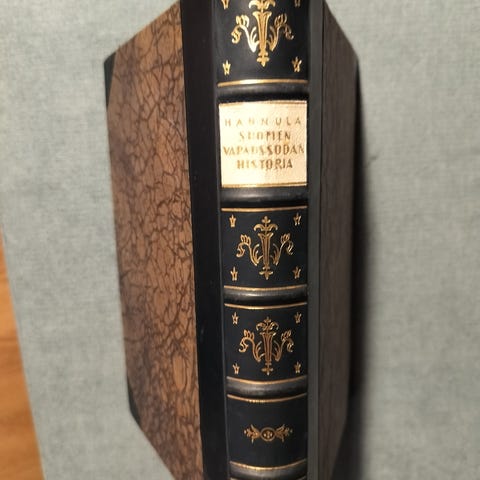 HANNULA
SUOMEN
VAPAUSSODAN
HISTORIA